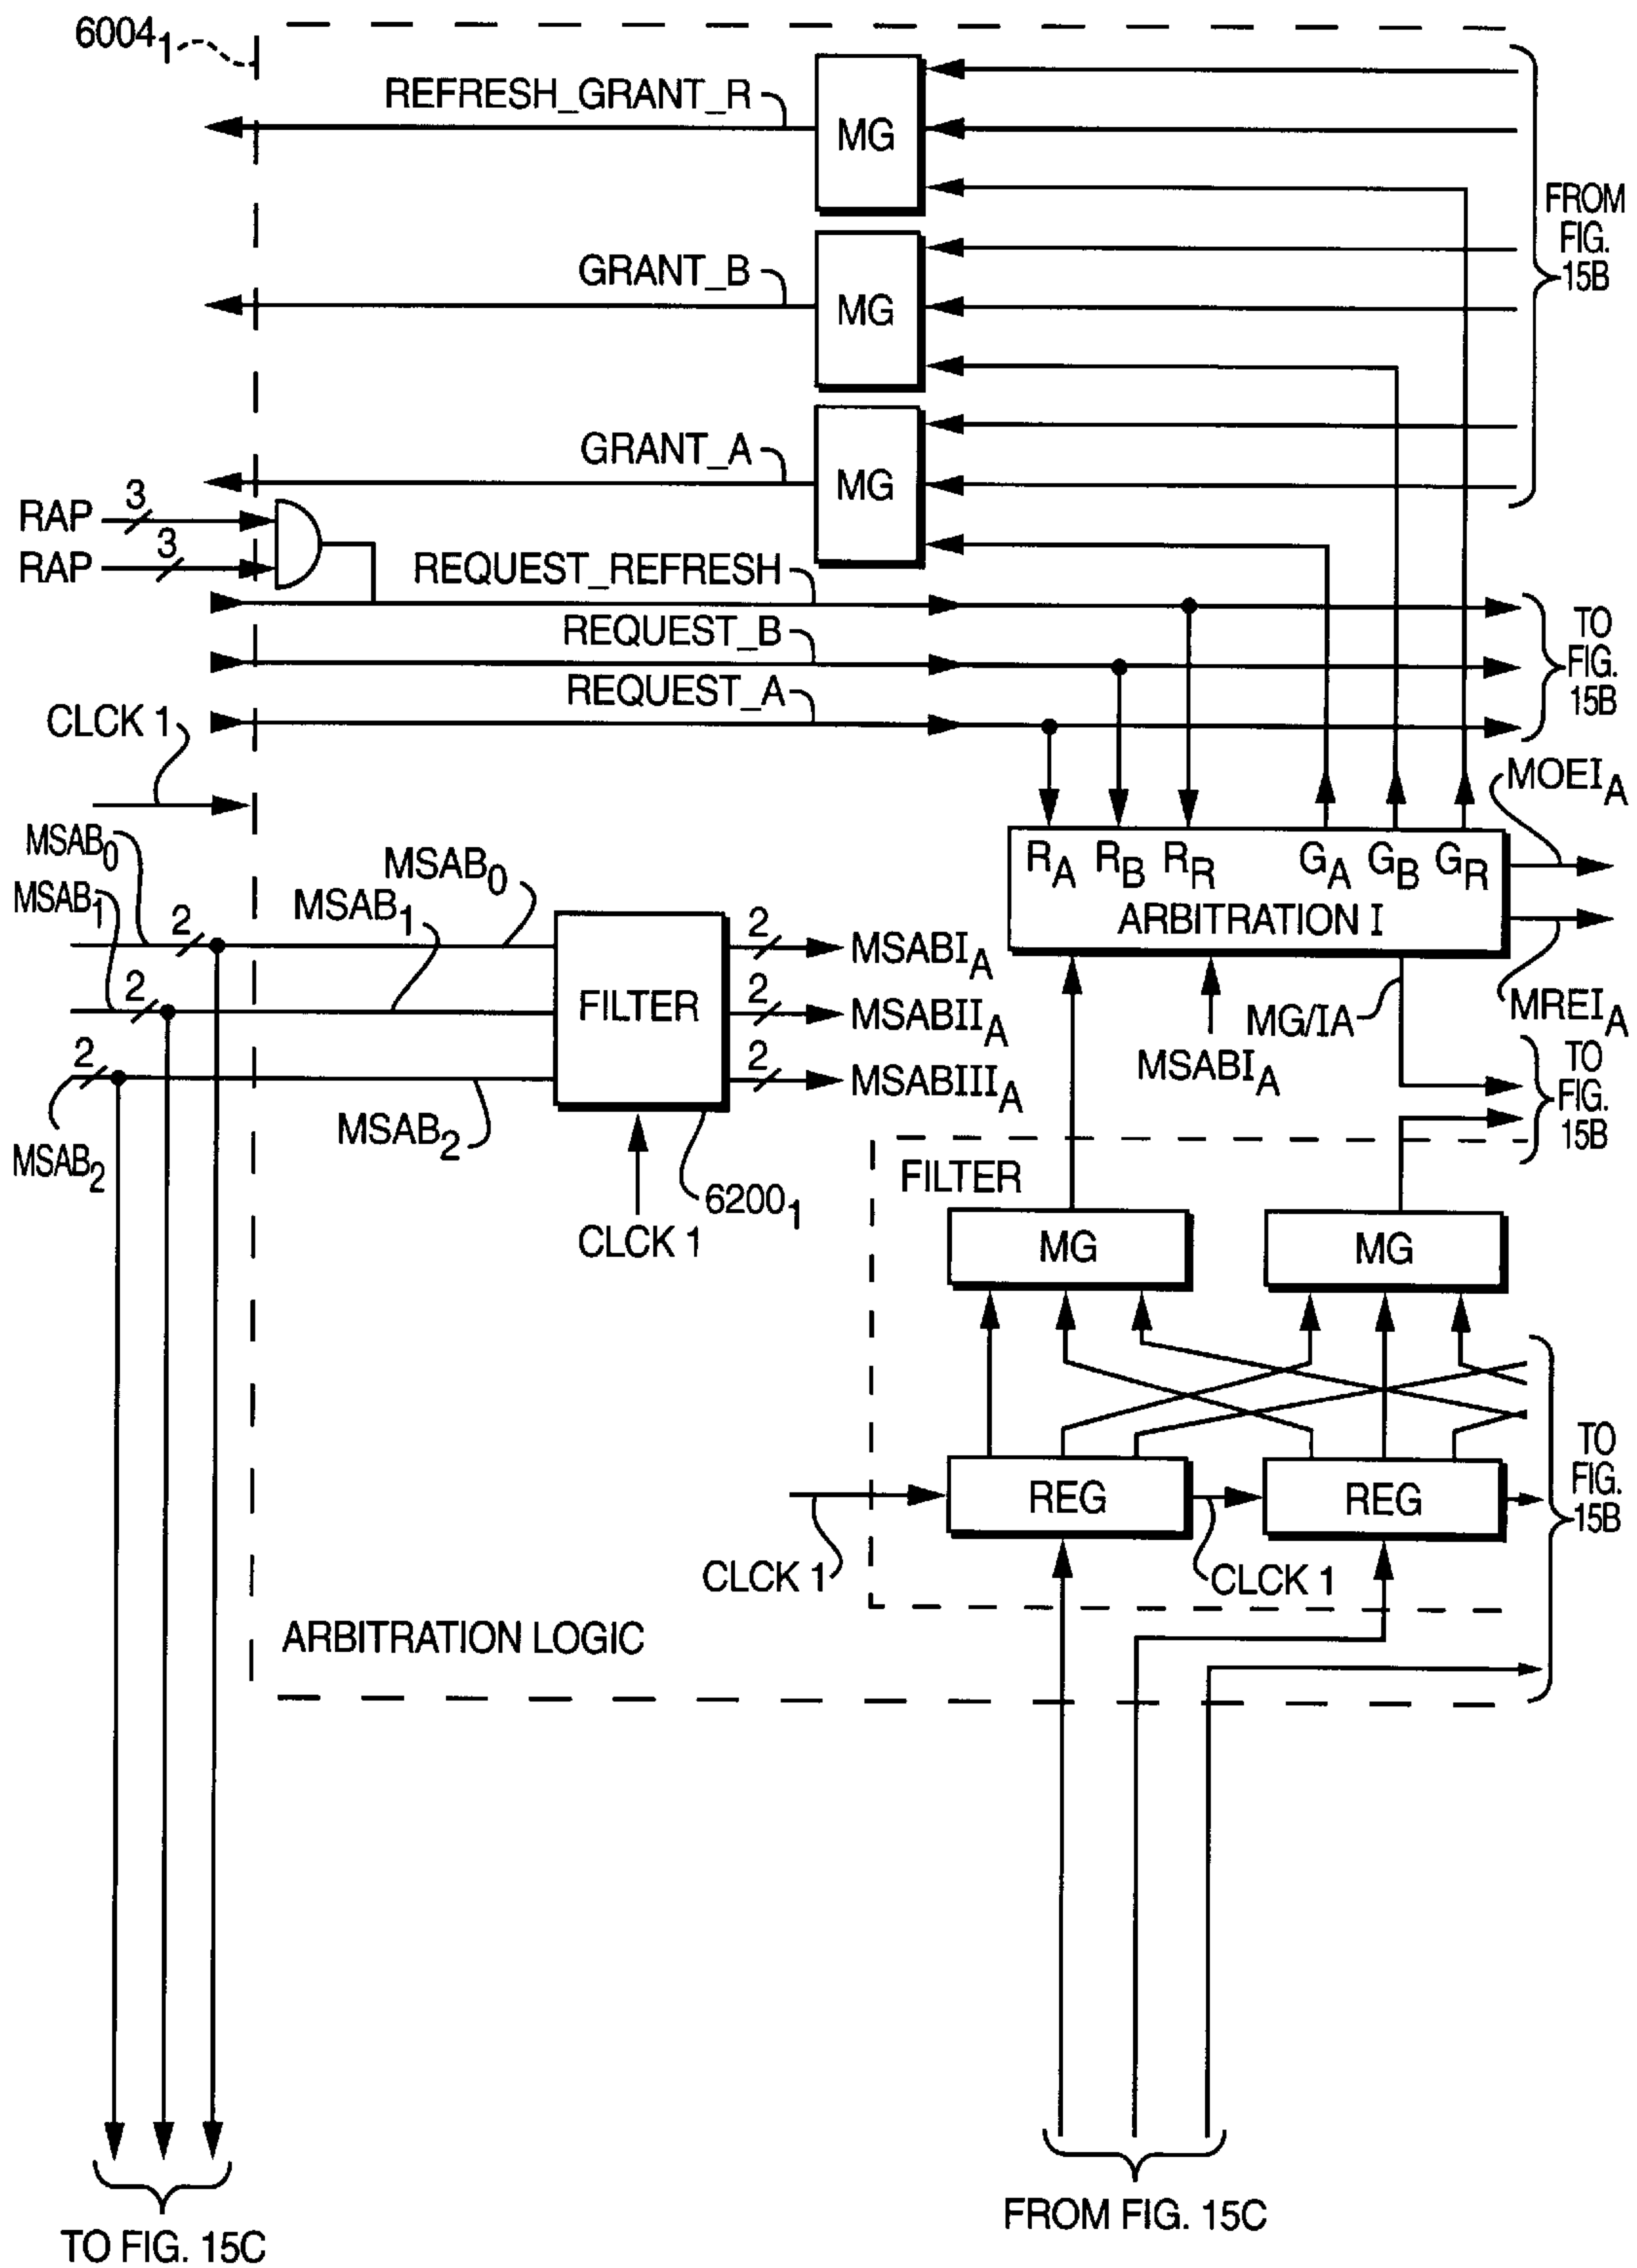 6004₁
REFRESH_GRANT_R
MG
FROM
FIG.
15B
GRANT_B
MG
GRANT_A
MG
RAP
3
RAP
3
REQUEST_REFRESH
REQUEST_B
REQUEST_A
TO
FIG.
15B
CLCK 1
MOEI_A
MSAB₀
MSAB₁
2
2
2
MSAB₂
MSAB₀
MSAB₁
MSAB₂
FILTER
2
MSABI_A
2
MSABII_A
2
MSABIII_A
R_A R_B R_R G_A G_B G_R
ARBITRATION I
MG/IA
MREI_A
MSABI_A
TO
FIG.
15B
6200₁
CLCK 1
FILTER
MG
MG
REG
REG
TO
FIG.
15B
CLCK 1
CLCK 1
ARBITRATION LOGIC
TO FIG. 15C
FROM FIG. 15C